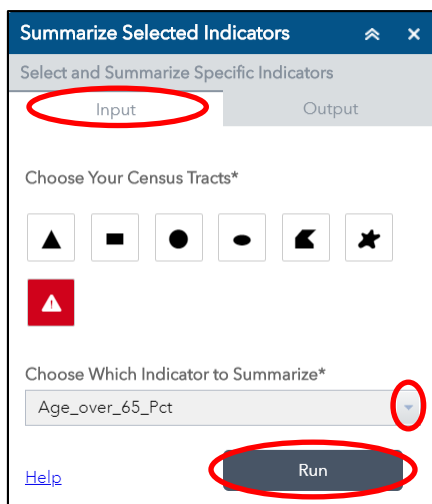 Summarize Selected Indicators
Select and Summarize Specific Indicators
Input Output
Choose Your Census Tracts*
Choose Which Indicator to Summarize*
Age_over_65_Pct
Help Run